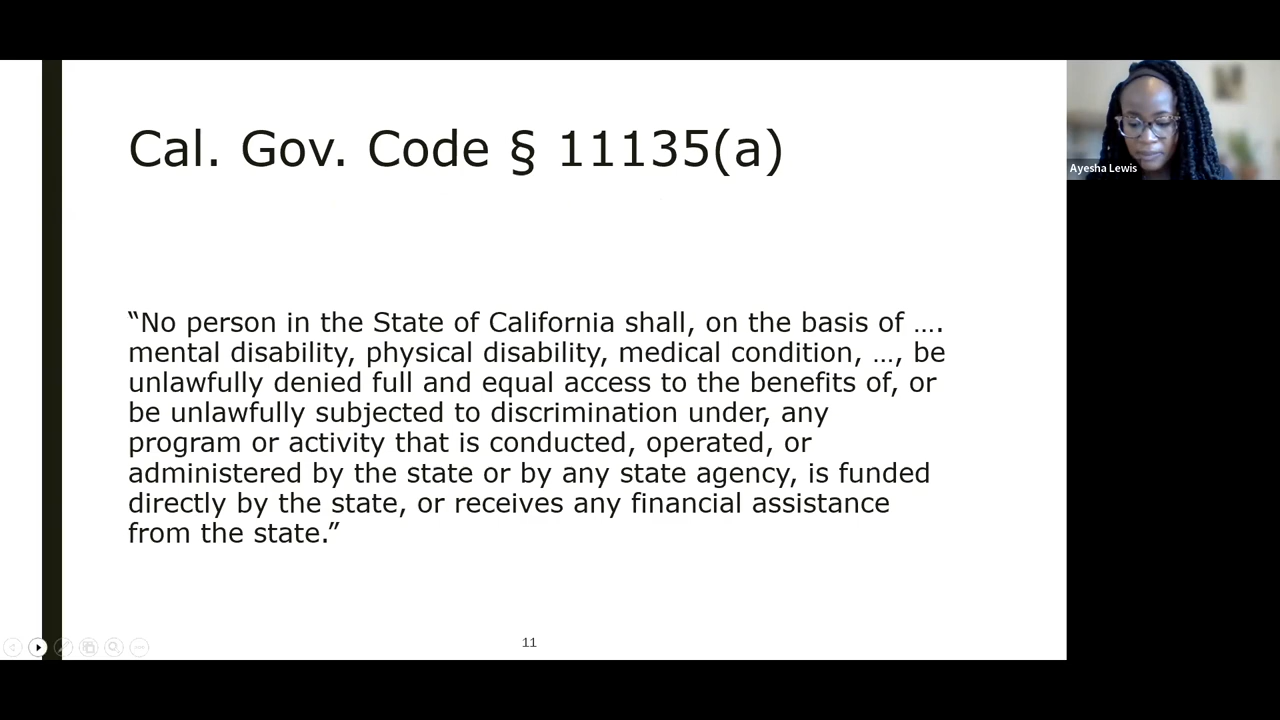 Cal. Gov. Code § 11135(a)
“No person in the State of California shall, on the basis of ….
mental disability, physical disability, medical condition, …, be
unlawfully denied full and equal access to the benefits of, or
be unlawfully subjected to discrimination under, any
program or activity that is conducted, operated, or
administered by the state or by any state agency, is funded
directly by the state, or receives any financial assistance
from the state.”
11
Ayesha Lewis